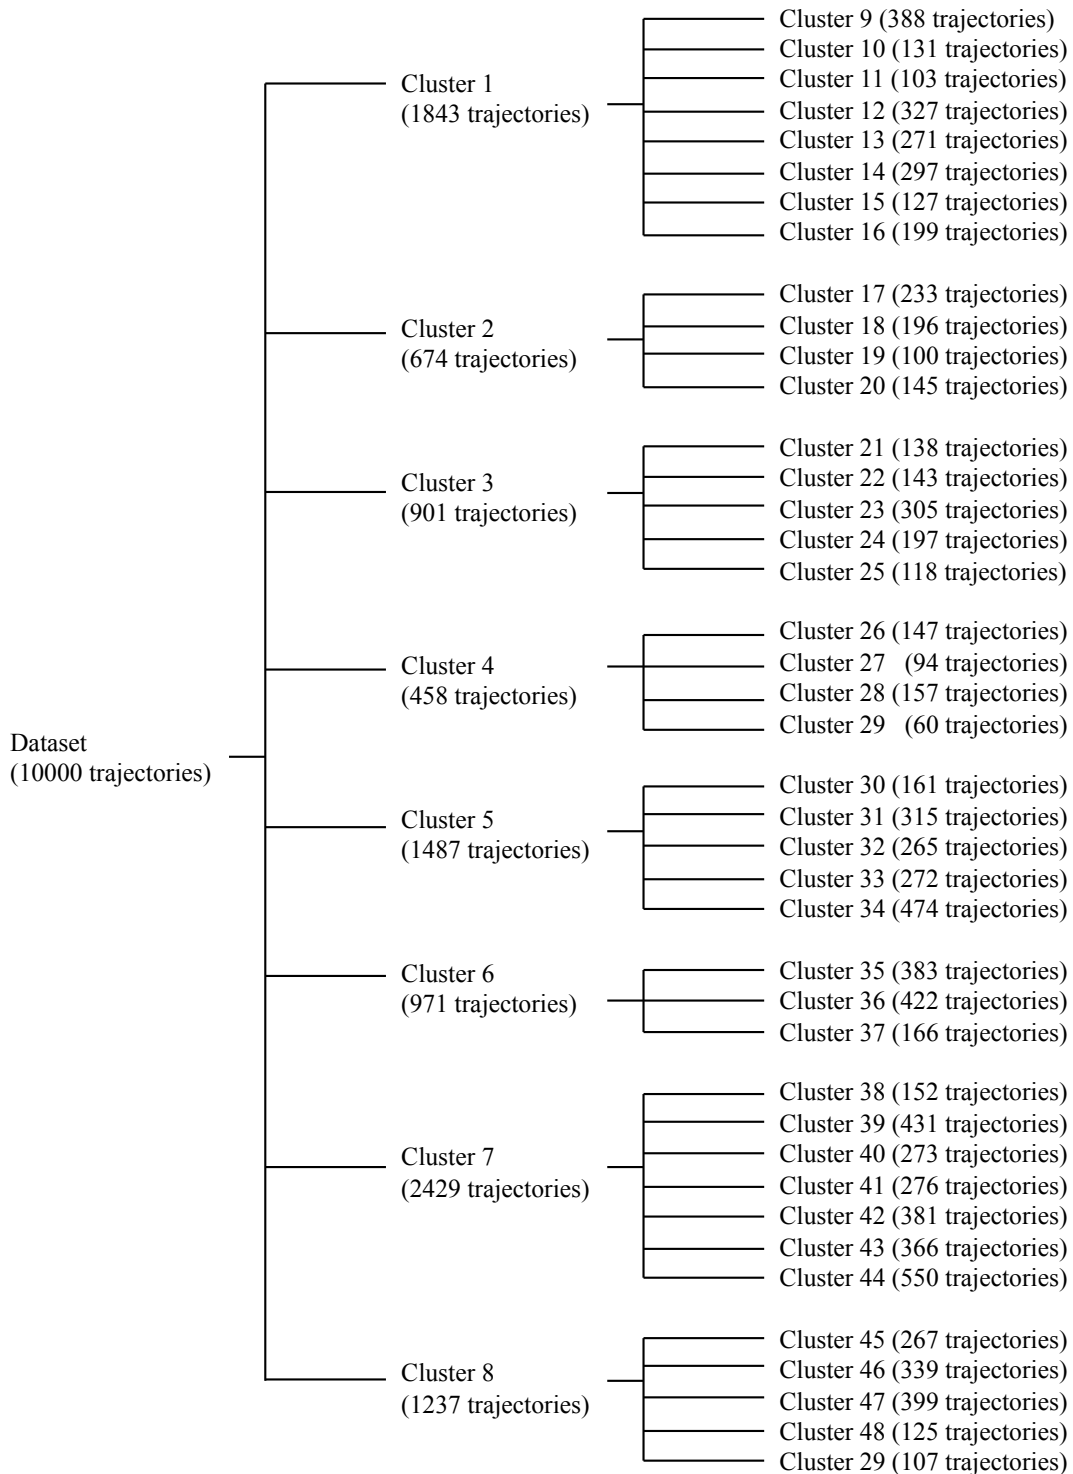 Dataset
(10000 trajectories)
Cluster 1
(1843 trajectories)
Cluster 9 (388 trajectories)
Cluster 10 (131 trajectories)
Cluster 11 (103 trajectories)
Cluster 12 (327 trajectories)
Cluster 13 (271 trajectories)
Cluster 14 (297 trajectories)
Cluster 15 (127 trajectories)
Cluster 16 (199 trajectories)
Cluster 2
(674 trajectories)
Cluster 17 (233 trajectories)
Cluster 18 (196 trajectories)
Cluster 19 (100 trajectories)
Cluster 20 (145 trajectories)
Cluster 3
(901 trajectories)
Cluster 21 (138 trajectories)
Cluster 22 (143 trajectories)
Cluster 23 (305 trajectories)
Cluster 24 (197 trajectories)
Cluster 25 (118 trajectories)
Cluster 4
(458 trajectories)
Cluster 26 (147 trajectories)
Cluster 27 (94 trajectories)
Cluster 28 (157 trajectories)
Cluster 29 (60 trajectories)
Cluster 5
(1487 trajectories)
Cluster 30 (161 trajectories)
Cluster 31 (315 trajectories)
Cluster 32 (265 trajectories)
Cluster 33 (272 trajectories)
Cluster 34 (474 trajectories)
Cluster 6
(971 trajectories)
Cluster 35 (383 trajectories)
Cluster 36 (422 trajectories)
Cluster 37 (166 trajectories)
Cluster 7
(2429 trajectories)
Cluster 38 (152 trajectories)
Cluster 39 (431 trajectories)
Cluster 40 (273 trajectories)
Cluster 41 (276 trajectories)
Cluster 42 (381 trajectories)
Cluster 43 (366 trajectories)
Cluster 44 (550 trajectories)
Cluster 8
(1237 trajectories)
Cluster 45 (267 trajectories)
Cluster 46 (339 trajectories)
Cluster 47 (399 trajectories)
Cluster 48 (125 trajectories)
Cluster 29 (107 trajectories)